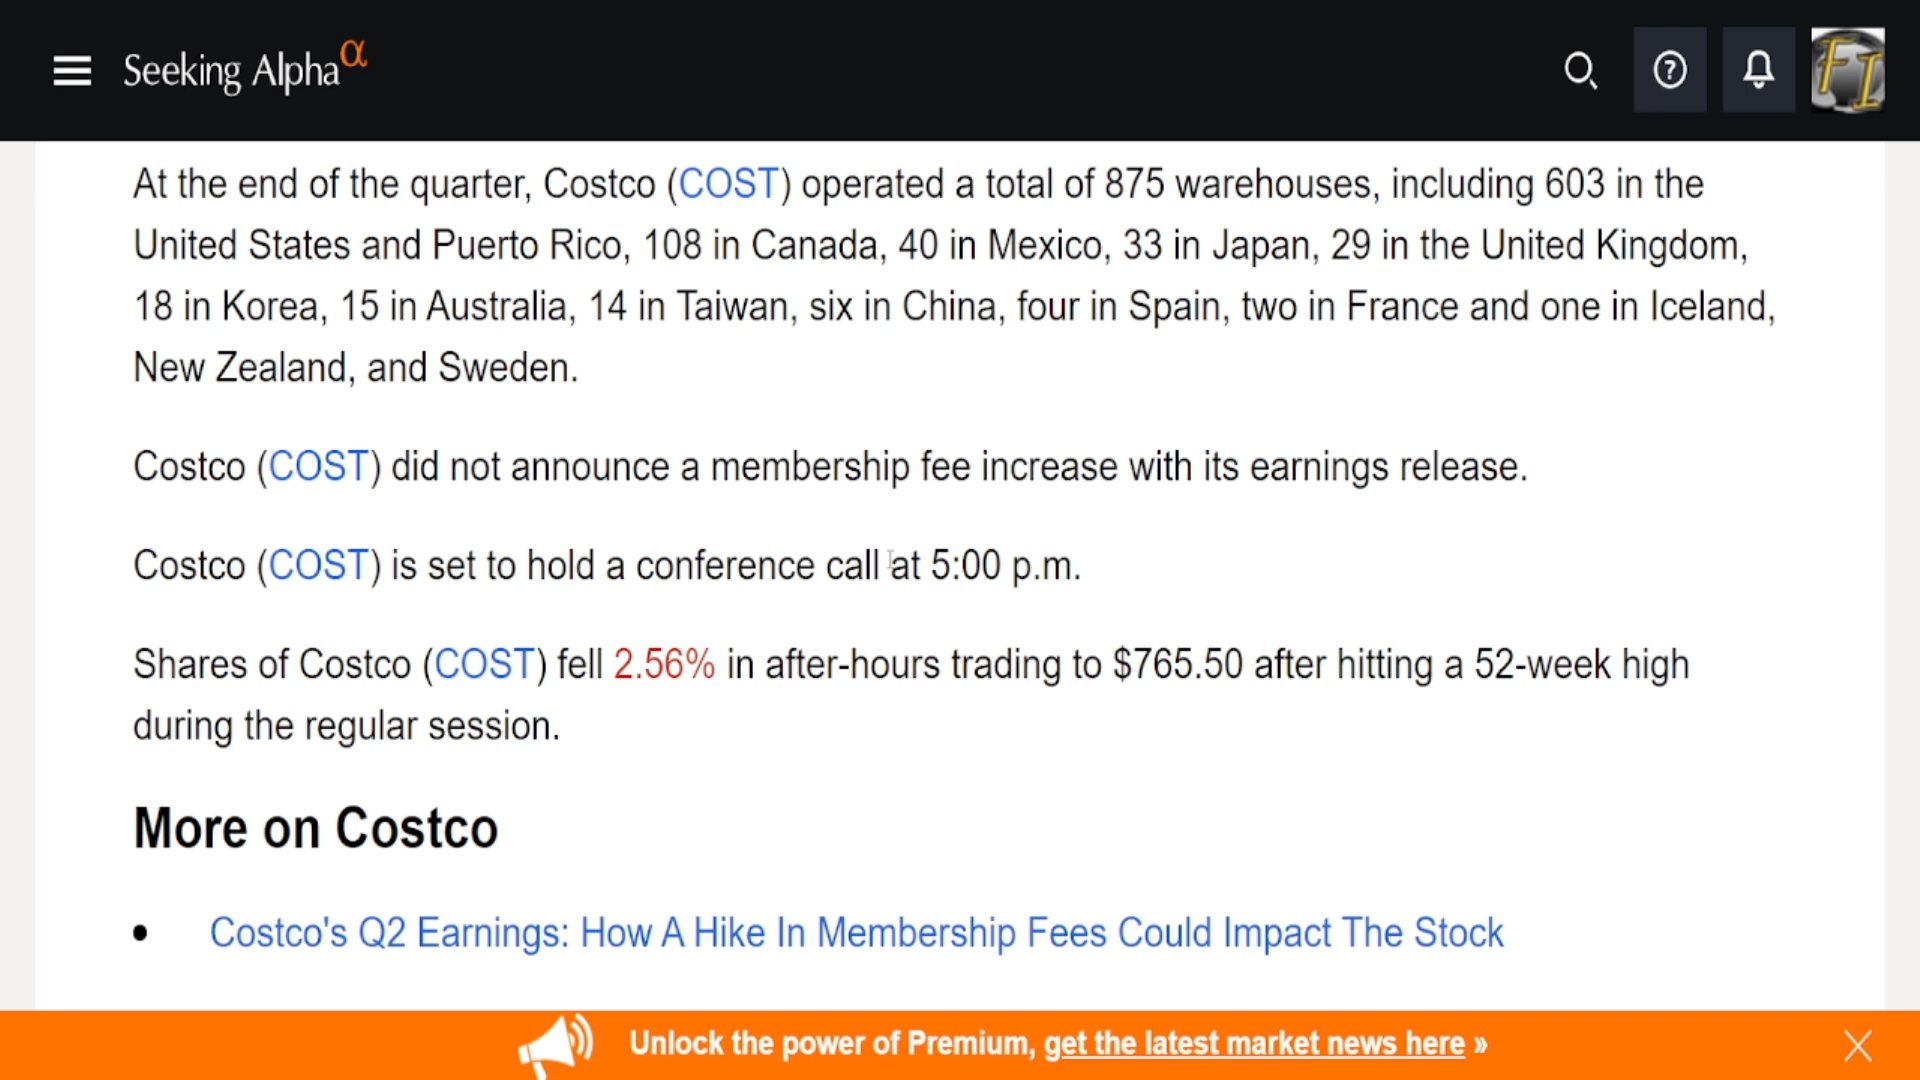 Seeking Alpha α
FI
At the end of the quarter, Costco (COST) operated a total of 875 warehouses, including 603 in the
United States and Puerto Rico, 108 in Canada, 40 in Mexico, 33 in Japan, 29 in the United Kingdom,
18 in Korea, 15 in Australia, 14 in Taiwan, six in China, four in Spain, two in France and one in Iceland,
New Zealand, and Sweden.
Costco (COST) did not announce a membership fee increase with its earnings release.
Costco (COST) is set to hold a conference call at 5:00 p.m.
Shares of Costco (COST) fell 2.56% in after-hours trading to $765.50 after hitting a 52-week high
during the regular session.
More on Costco
• Costco's Q2 Earnings: How A Hike In Membership Fees Could Impact The Stock
Unlock the power of Premium, get the latest market news here »